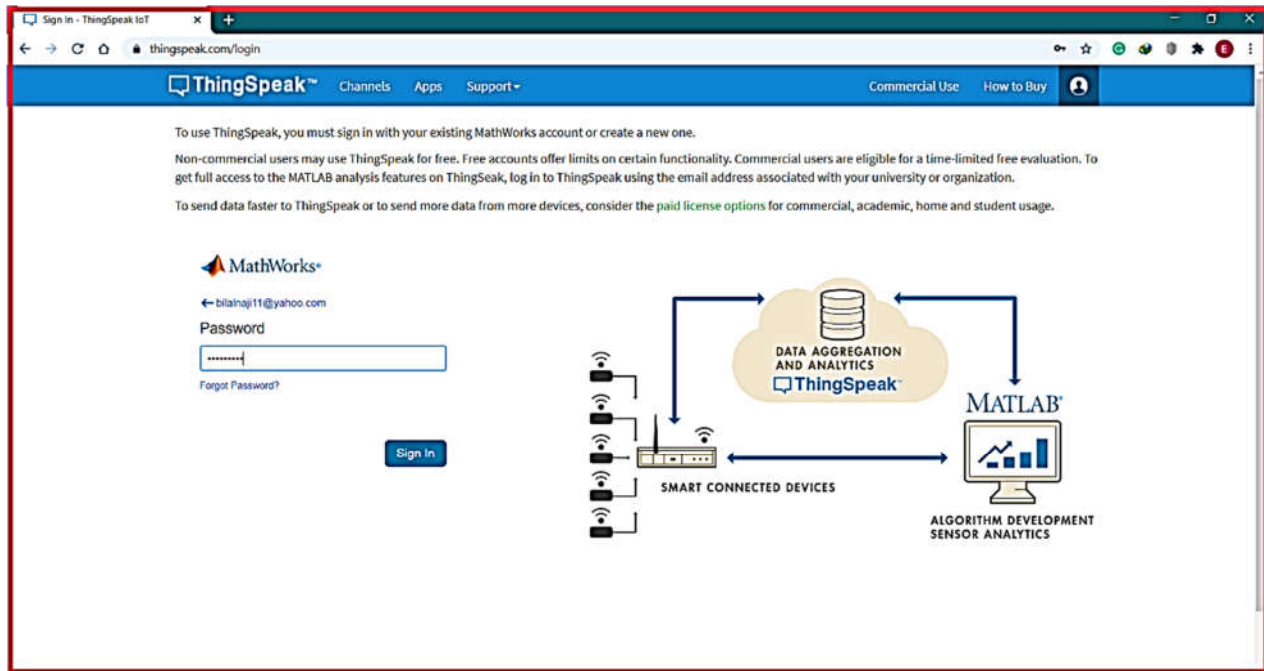 Sign In - ThingSpeak IoT
thingspeak.com/login
E
ThingSpeak™ Channels Apps Support Commercial Use How to Buy
To use ThingSpeak, you must sign in with your existing MathWorks account or create a new one.
Non-commercial users may use ThingSpeak for free. Free accounts offer limits on certain functionality. Commercial users are eligible for a time-limited free evaluation. To
get full access to the MATLAB analysis features on ThingSeak, log in to ThingSpeak using the email address associated with your university or organization.
To send data faster to ThingSpeak or to send more data from more devices, consider the paid license options for commercial, academic, home and student usage.
MathWorks®
bilalnaji11@yahoo.com
Password
Forgot Password?
Sign In
DATA AGGREGATION
AND ANALYTICS
ThingSpeak™
MATLAB®
SMART CONNECTED DEVICES
ALGORITHM DEVELOPMENT
SENSOR ANALYTICS